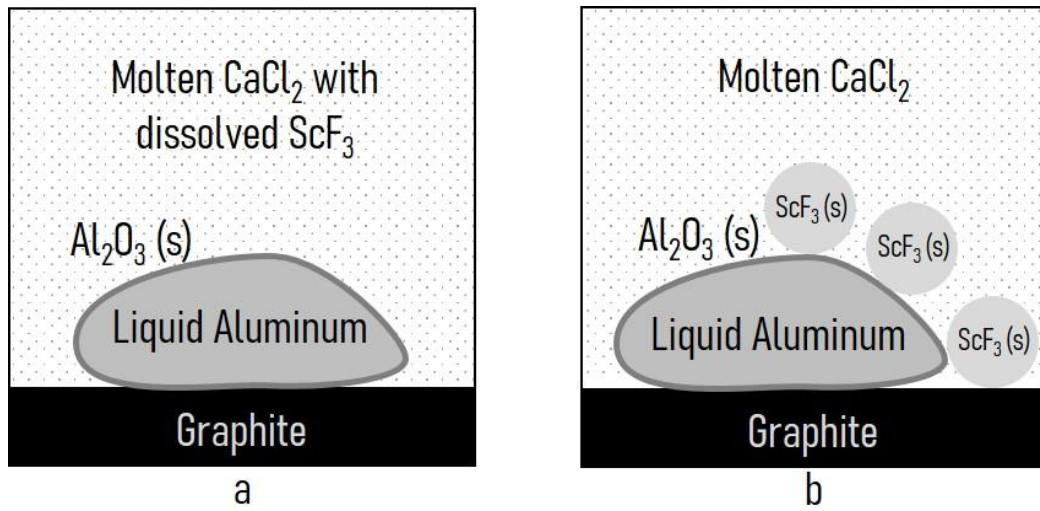 Molten CaCl₂ with
dissolved ScF₃
Al₂O₃ (s)
Liquid Aluminum
Graphite
a
Molten CaCl₂
ScF₃ (s)
Al₂O₃ (s)
ScF₃ (s)
Liquid Aluminum
ScF₃ (s)
Graphite
b